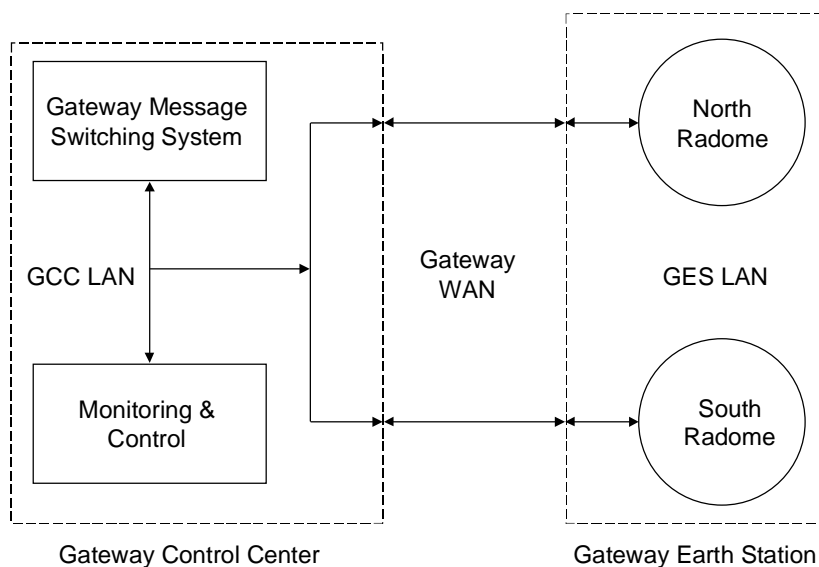 Gateway Message
Switching System
North
Radome
GCC LAN
Gateway
WAN
GES LAN
Monitoring &
Control
South
Radome
Gateway Control Center
Gateway Earth Station